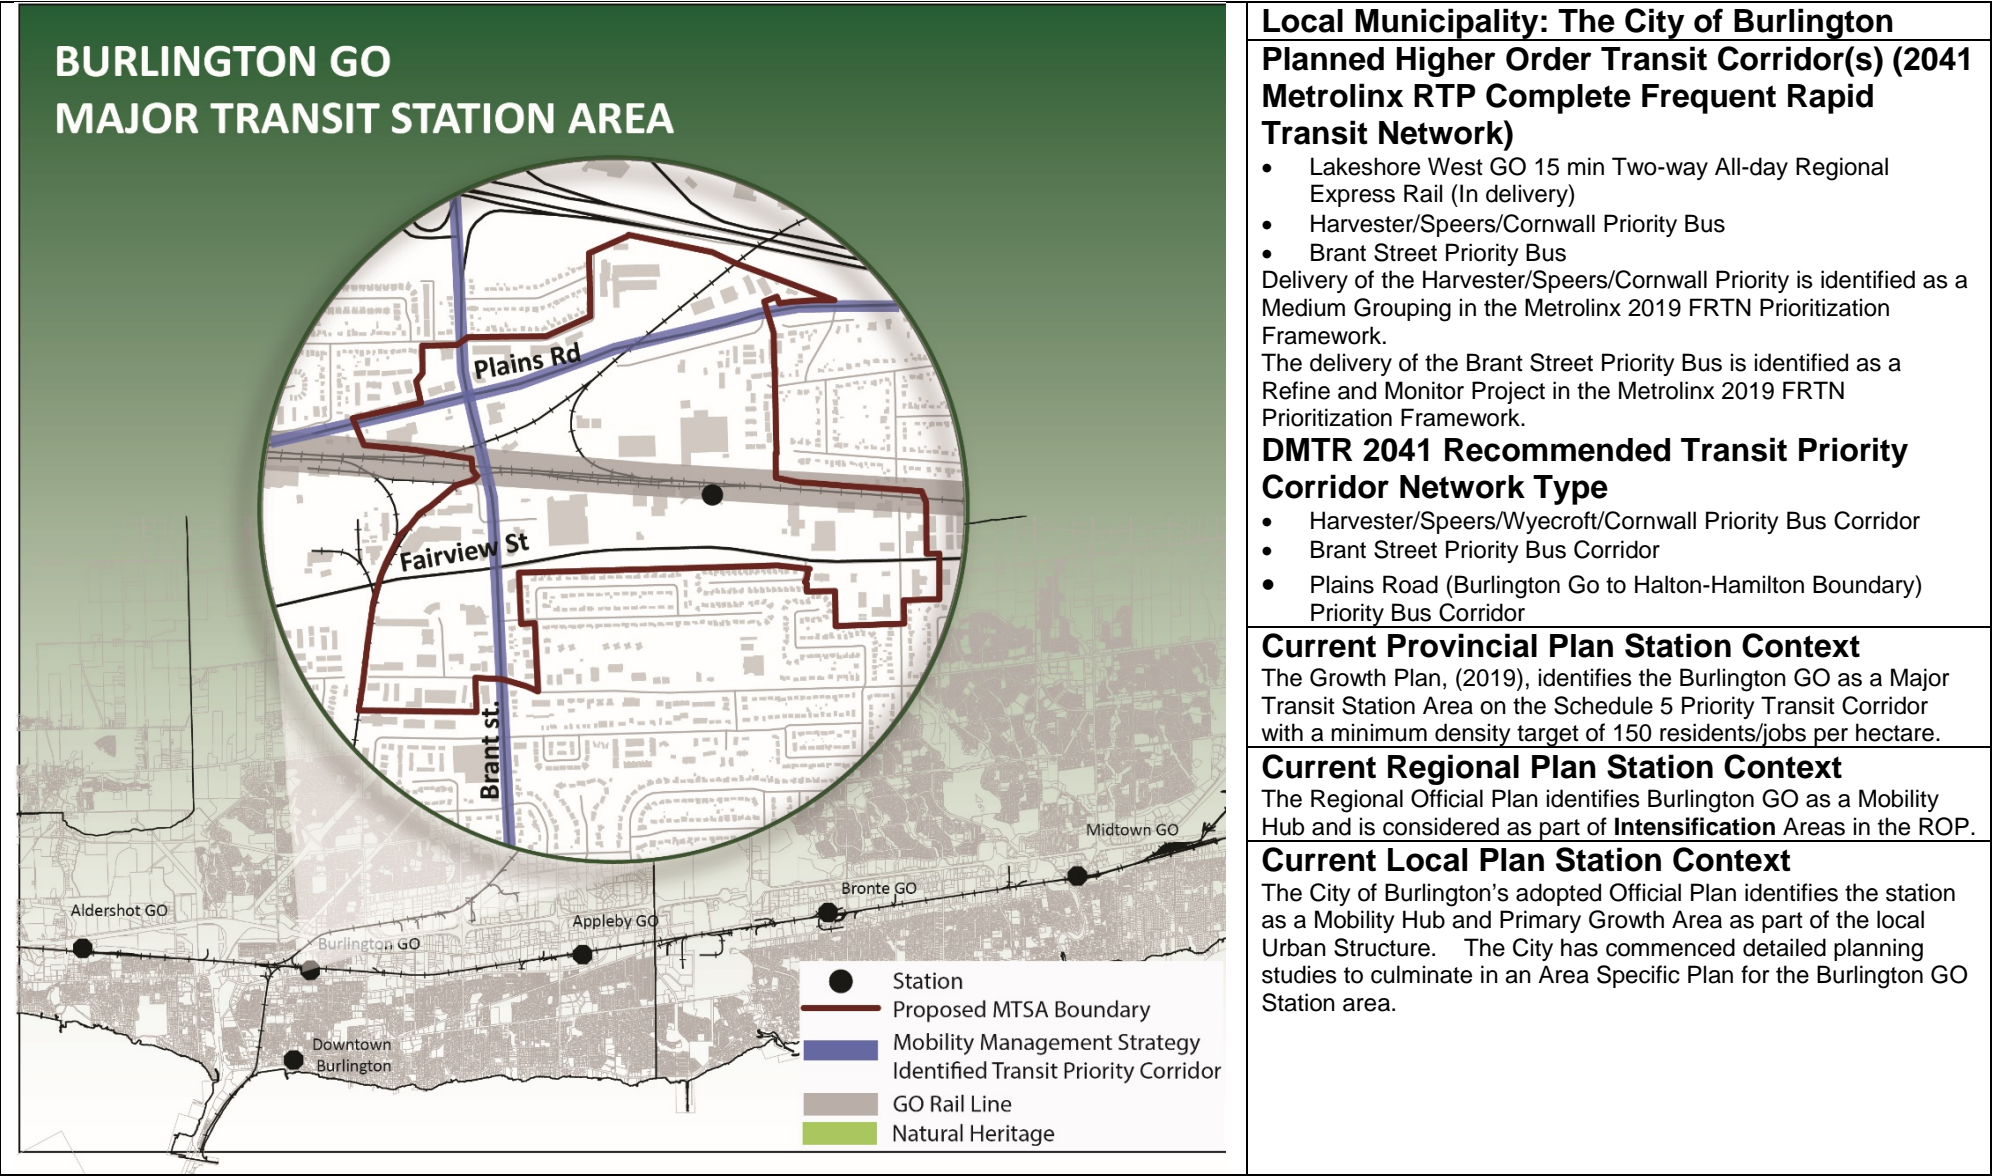 BURLINGTON GO
MAJOR TRANSIT STATION AREA
Plains Rd
Fairview St
Brant st.
Midtown GO
Bronte GO
Appleby GO
Aldershot GO
Burlington GO
Downtown
Burlington
Station
Proposed MTSA Boundary
Mobility Management Strategy
Identified Transit Priority Corridor
GO Rail Line
Natural Heritage
Local Municipality: The City of Burlington
Planned Higher Order Transit Corridor(s) (2041
Metrolinx RTP Complete Frequent Rapid
Transit Network)
• Lakeshore West GO 15 min Two-way All-day Regional
Express Rail (In delivery)
• Harvester/Speers/Cornwall Priority Bus
• Brant Street Priority Bus
Delivery of the Harvester/Speers/Cornwall Priority is identified as a
Medium Grouping in the Metrolinx 2019 FRTN Prioritization
Framework.
The delivery of the Brant Street Priority Bus is identified as a
Refine and Monitor Project in the Metrolinx 2019 FRTN
Prioritization Framework.
DMTR 2041 Recommended Transit Priority
Corridor Network Type
• Harvester/Speers/Wyecroft/Cornwall Priority Bus Corridor
• Brant Street Priority Bus Corridor
• Plains Road (Burlington Go to Halton-Hamilton Boundary)
Priority Bus Corridor
Current Provincial Plan Station Context
The Growth Plan, (2019), identifies the Burlington GO as a Major
Transit Station Area on the Schedule 5 Priority Transit Corridor
with a minimum density target of 150 residents/jobs per hectare.
Current Regional Plan Station Context
The Regional Official Plan identifies Burlington GO as a Mobility
Hub and is considered as part of Intensification Areas in the ROP.
Current Local Plan Station Context
The City of Burlington’s adopted Official Plan identifies the station
as a Mobility Hub and Primary Growth Area as part of the local
Urban Structure. The City has commenced detailed planning
studies to culminate in an Area Specific Plan for the Burlington GO
Station area.